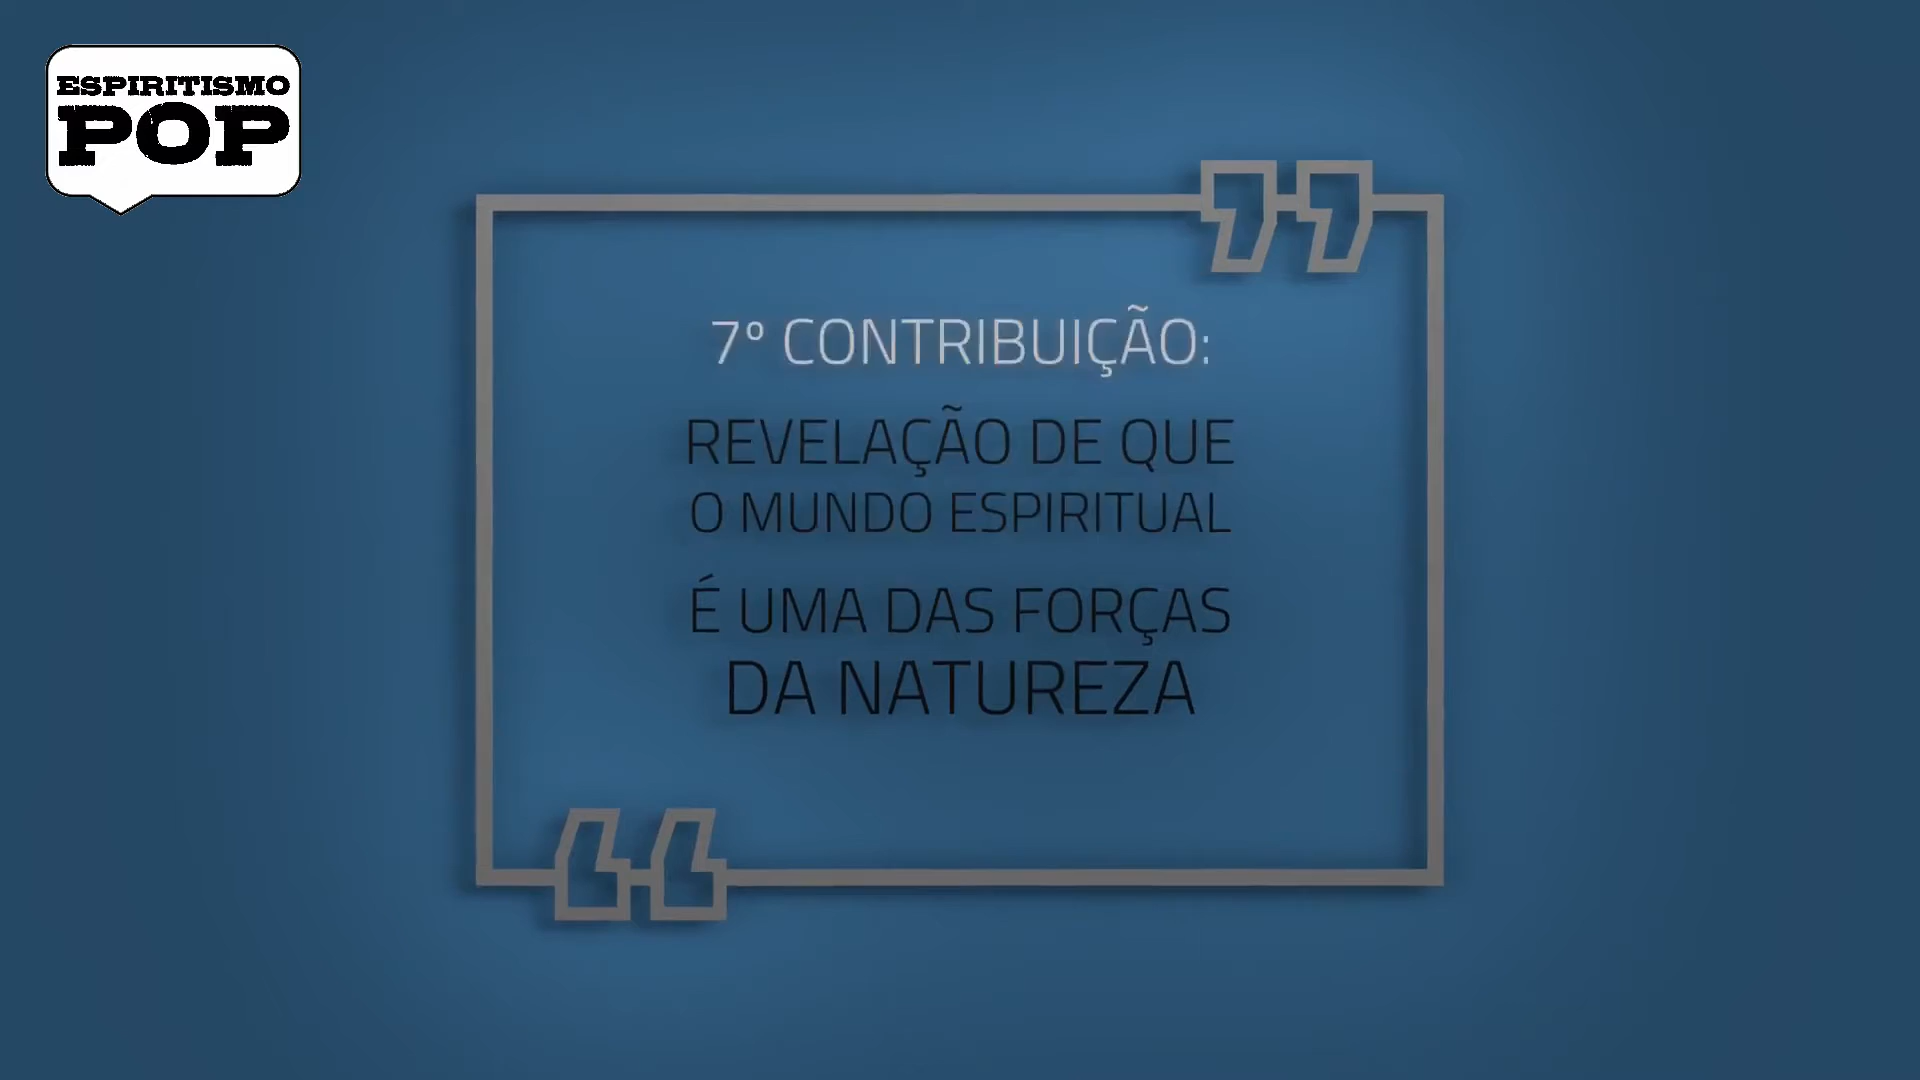 ESPIRITISMO
POP
7º CONTRIBUIÇÃO:
REVELAÇÃO DE QUE
O MUNDO ESPIRITUAL
É UMA DAS FORÇAS
DA NATUREZA